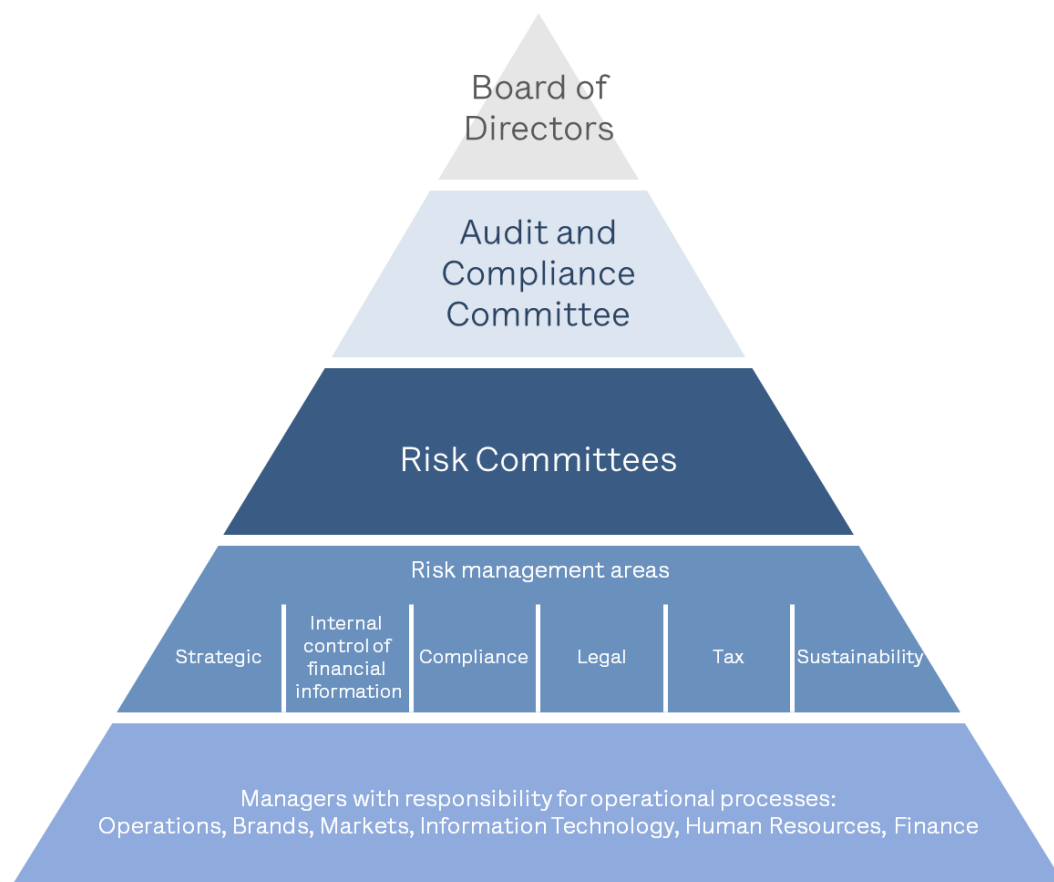 Board of
Directors
Audit and
Compliance
Committee
Risk Committees
Risk management areas
Strategic
Internal
control of
financial
information
Compliance
Legal
Tax
Sustainability
Managers with responsibility for operational processes:
Operations, Brands, Markets, Information Technology, Human Resources, Finance